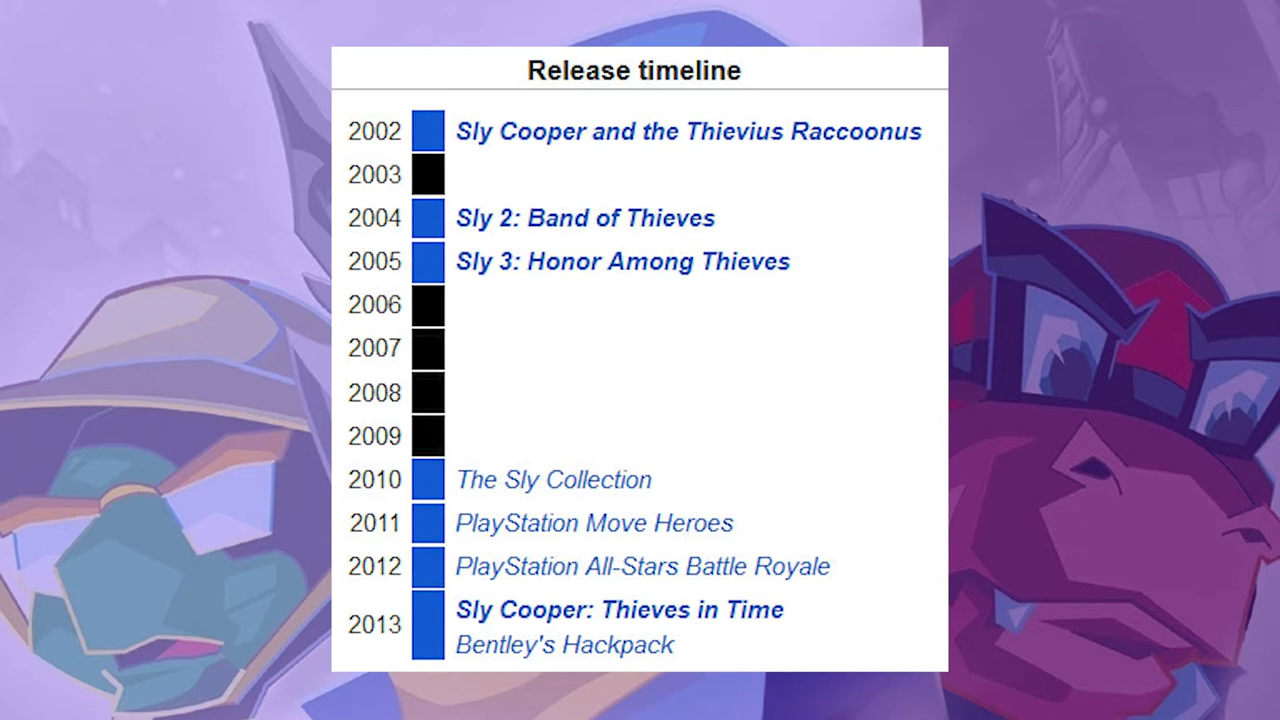 Release timeline
2002 Sly Cooper and the Thievius Raccoonus
2003
2004 Sly 2: Band of Thieves
2005 Sly 3: Honor Among Thieves
2006
2007
2008
2009
2010 The Sly Collection
2011 PlayStation Move Heroes
2012 PlayStation All-Stars Battle Royale
2013 Sly Cooper: Thieves in Time
Bentley's Hackpack